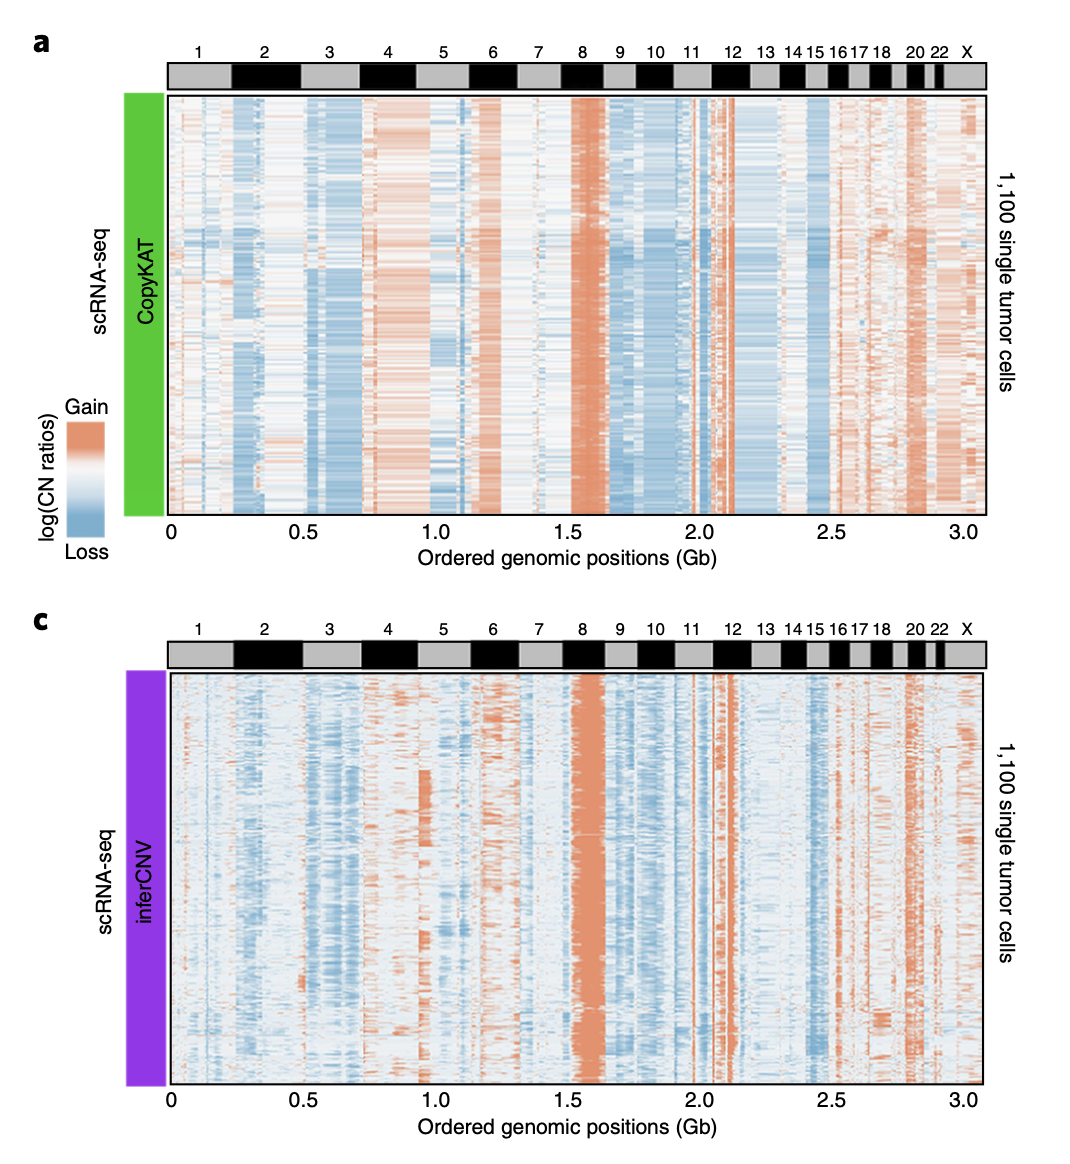 a
1 2 3 4 5 6 7 8 9 10 11 12 13 14 15 16 17 18 20 22 X
scRNA-seq
CopyKAT
1,100 single tumor cells
Gain
log(CN ratios)
Loss
0 0.5 1.0 1.5 2.0 2.5 3.0
Ordered genomic positions (Gb)
c
1 2 3 4 5 6 7 8 9 10 11 12 13 14 15 16 17 18 20 22 X
scRNA-seq
inferCNV
1,100 single tumor cells
0 0.5 1.0 1.5 2.0 2.5 3.0
Ordered genomic positions (Gb)